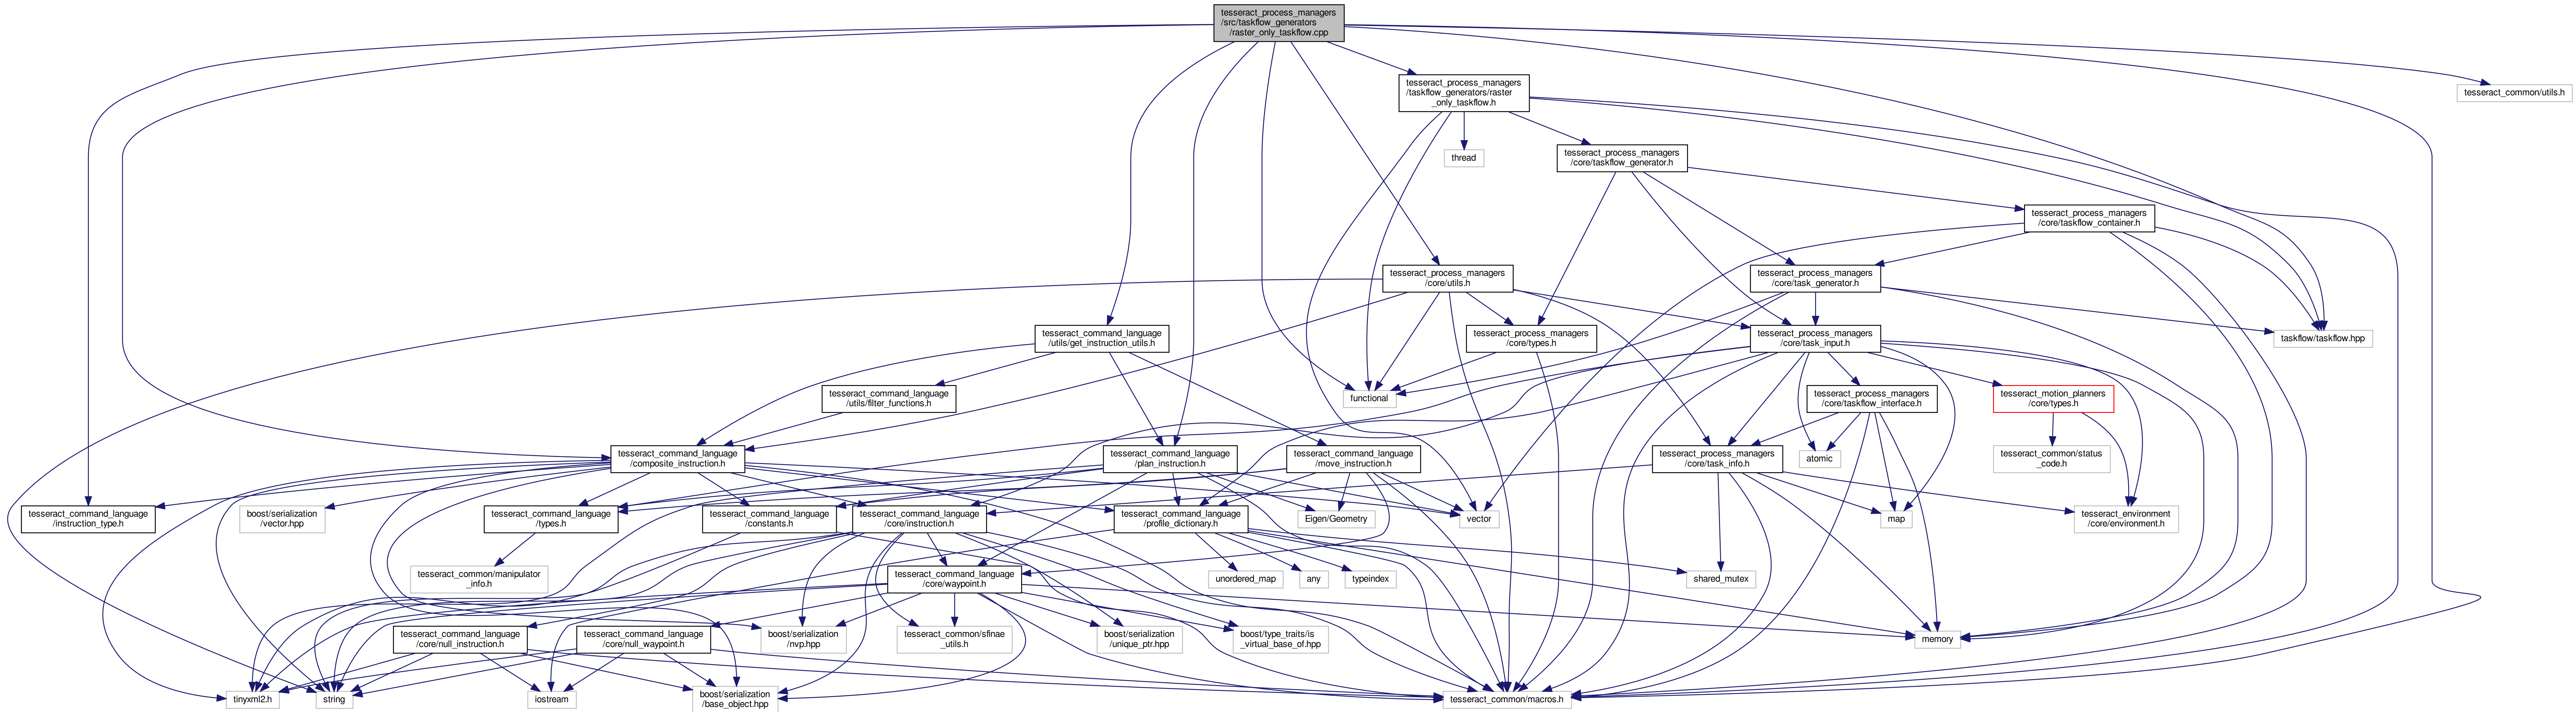 tesseract_process_managers
/src/taskflow_generators
/raster_only_taskflow.cpp
tesseract_process_managers
/taskflow_generators/raster
_only_taskflow.h
tesseract_common/utils.h
thread
tesseract_process_managers
/core/taskflow_generator.h
tesseract_process_managers
/core/taskflow_container.h
tesseract_process_managers
/core/utils.h
tesseract_process_managers
/core/task_generator.h
tesseract_command_language
/utils/get_instruction_utils.h
tesseract_process_managers
/core/types.h
tesseract_process_managers
/core/task_input.h
taskflow/taskflow.hpp
tesseract_command_language
/utils/filter_functions.h
functional
tesseract_process_managers
/core/taskflow_interface.h
tesseract_motion_planners
/core/types.h
tesseract_command_language
/composite_instruction.h
tesseract_command_language
/plan_instruction.h
tesseract_command_language
/move_instruction.h
tesseract_process_managers
/core/task_info.h
atomic
tesseract_common/status
_code.h
tesseract_command_language
/instruction_type.h
boost/serialization
/vector.hpp
tesseract_command_language
/types.h
tesseract_command_language
/constants.h
tesseract_command_language
/core/instruction.h
tesseract_command_language
/profile_dictionary.h
Eigen/Geometry
vector
map
tesseract_environment
/core/environment.h
tesseract_common/manipulator
_info.h
tesseract_command_language
/core/waypoint.h
unordered_map
any
typeindex
shared_mutex
tesseract_command_language
/core/null_instruction.h
tesseract_command_language
/core/null_waypoint.h
boost/serialization
/nvp.hpp
tesseract_common/sfinae
_utils.h
boost/serialization
/unique_ptr.hpp
boost/type_traits/is
_virtual_base_of.hpp
memory
tinyxml2.h
string
iostream
boost/serialization
/base_object.hpp
tesseract_common/macros.h